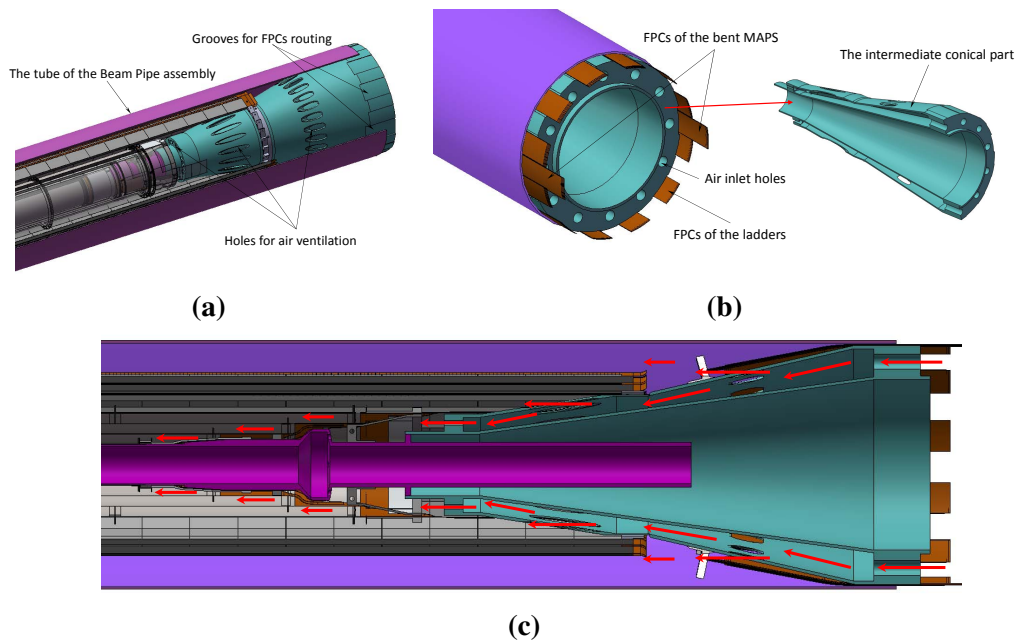 Grooves for FPCs routing
The tube of the Beam Pipe assembly
Holes for air ventilation
(a)
FPCs of the bent MAPS
The intermediate conical part
Air inlet holes
FPCs of the ladders
(b)
(c)